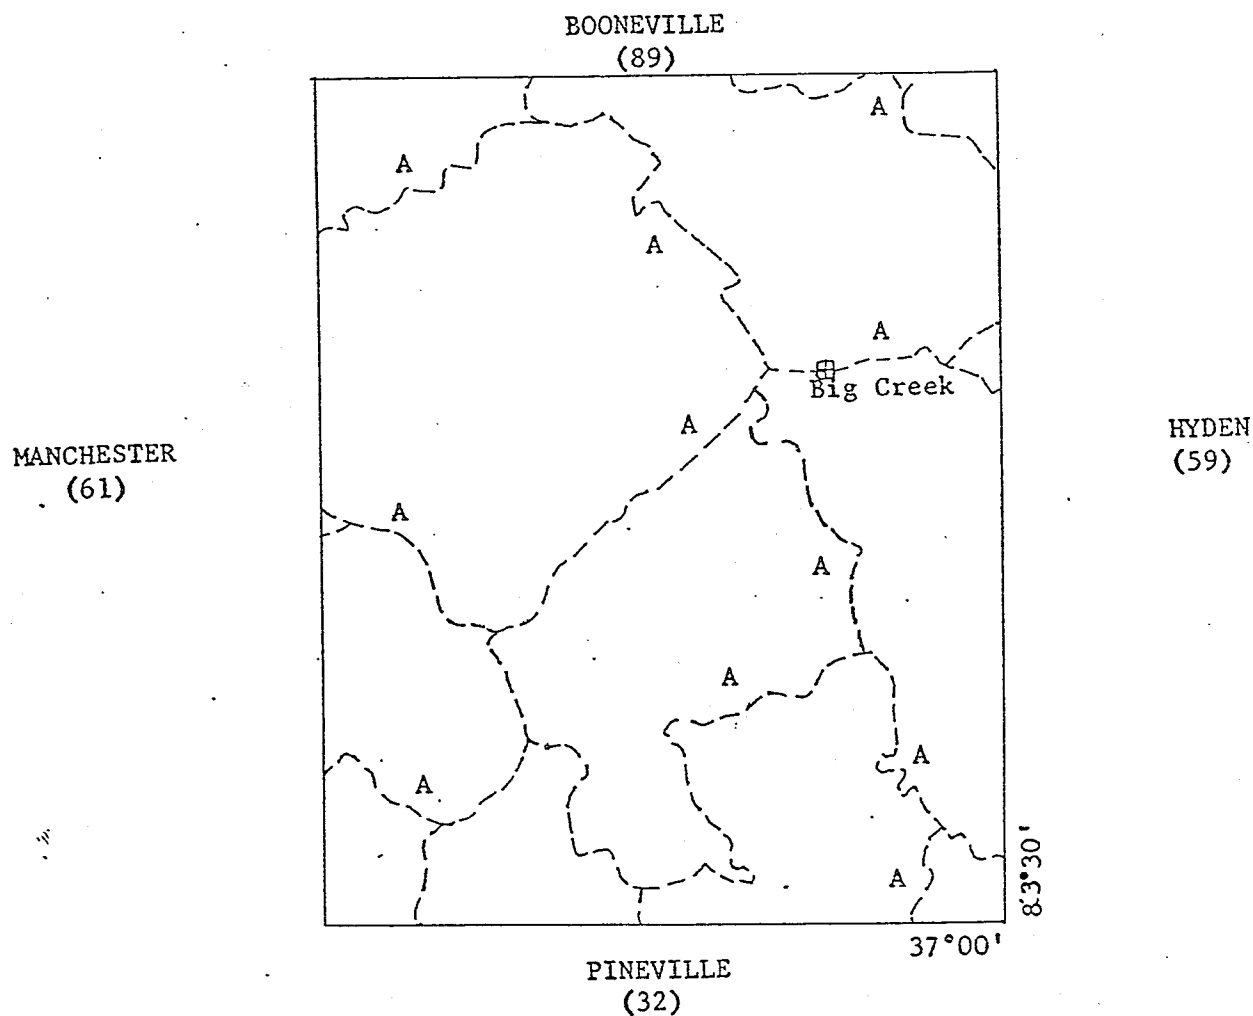 BOONEVILLE
(89)
A
A
A
A
Big Creek
A
MANCHESTER
(61)
HYDEN
(59)
A
A
A
A
A
A
83°30'
37°00'
PINEVILLE
(32)